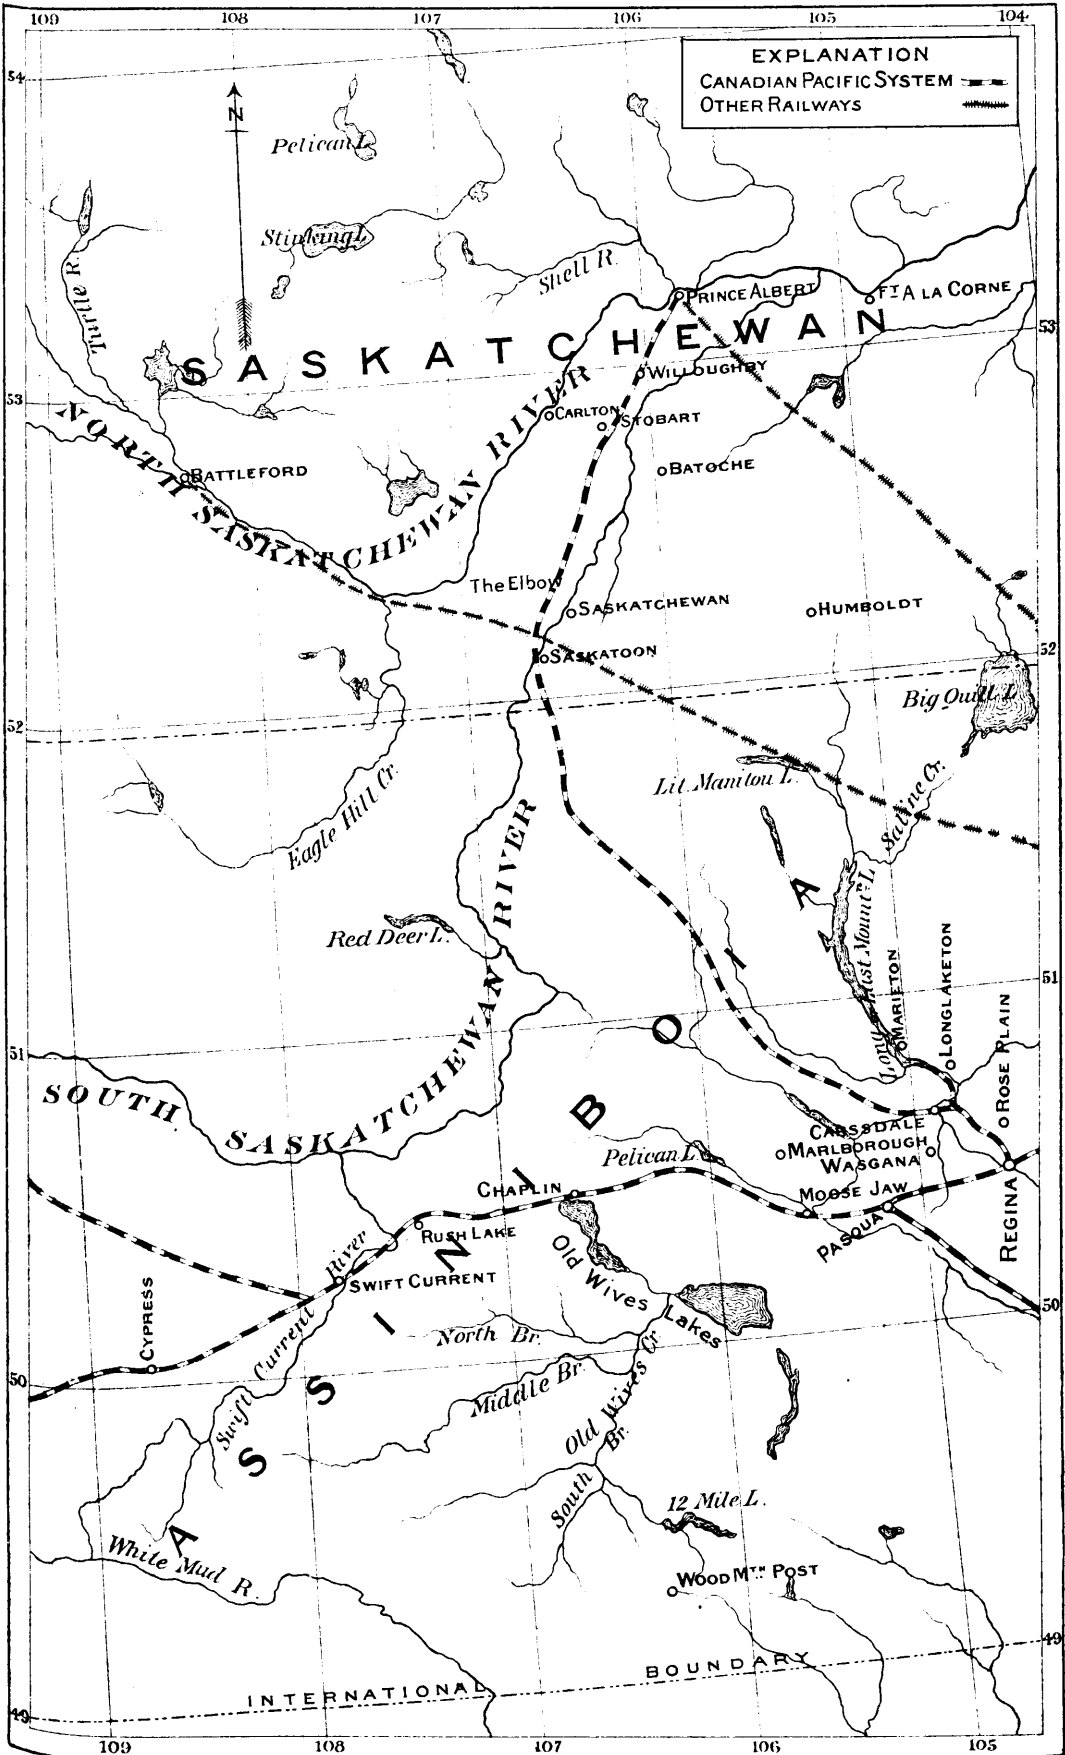 109 108 107 106 105 104
EXPLANATION
CANADIAN PACIFIC SYSTEM
OTHER RAILWAYS
54
N
Pelican L.
Stinking L.
Turtle R.
Shell R.
PRINCE ALBERT
FT A LA CORNE
SASKATCHEWAN
53
53
WILLOUGHBY
CARLTON
STOBART
BATOCHE
BATTLEFORD
NORTH SASKATCHEWAN RIVER
The Elbow
SASKATCHEWAN
HUMBOLDT
SASKATOON
52
52
Big Quill L.
Lit. Manitou L.
Saline Cr.
Eagle Hill Cr.
Red Deer L.
Long or Last Mountn L.
MARIETON
LONGLAKETON
ROSE PLAIN
51
51
SOUTH SASKATCHEWAN RIVER
ASSINIBOIA
CARSSDALE
MARLBOROUGH
WASGANA
Pelican L.
CHAPLIN
MOOSE JAW
PASQUA
REGINA
RUSH LAKE
Old Wives Lakes
SWIFT CURRENT
Swift Current River
CYPRESS
50
50
North Br.
Middle Br.
Old Wives Cr.
South Br.
12 Mile L.
White Mud R.
WOOD MTN POST
49
49
INTERNATIONAL BOUNDARY
109 108 107 106 105